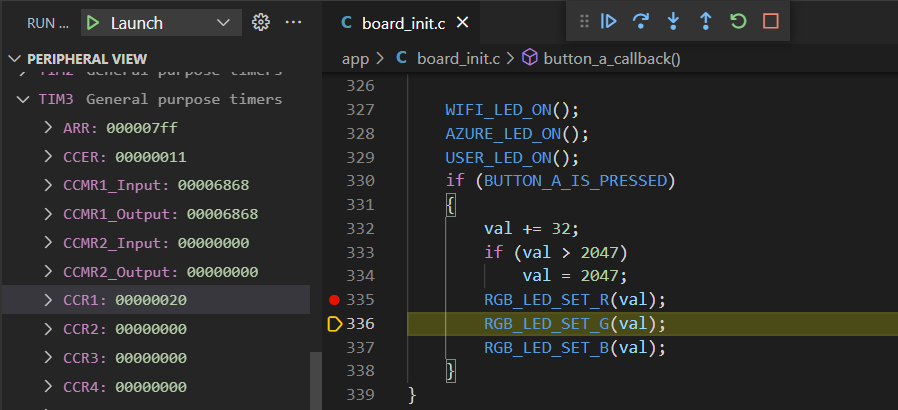 RUN ... Launch ...
PERIPHERAL VIEW
TIM2 General purpose timers
TIM3 General purpose timers
ARR: 000007ff
CCER: 00000011
CCMR1_Input: 00006868
CCMR1_Output: 00006868
CCMR2_Input: 00000000
CCMR2_Output: 00000000
CCR1: 00000020
CCR2: 00000000
CCR3: 00000000
CCR4: 00000000
C board_init.c
app > C board_init.c > button_a_callback()
326
327 WIFI_LED_ON();
328 AZURE_LED_ON();
329 USER_LED_ON();
330 if (BUTTON_A_IS_PRESSED)
331 {
332 val += 32;
333 if (val > 2047)
334 val = 2047;
335 RGB_LED_SET_R(val);
336 RGB_LED_SET_G(val);
337 RGB_LED_SET_B(val);
338 }
339 }